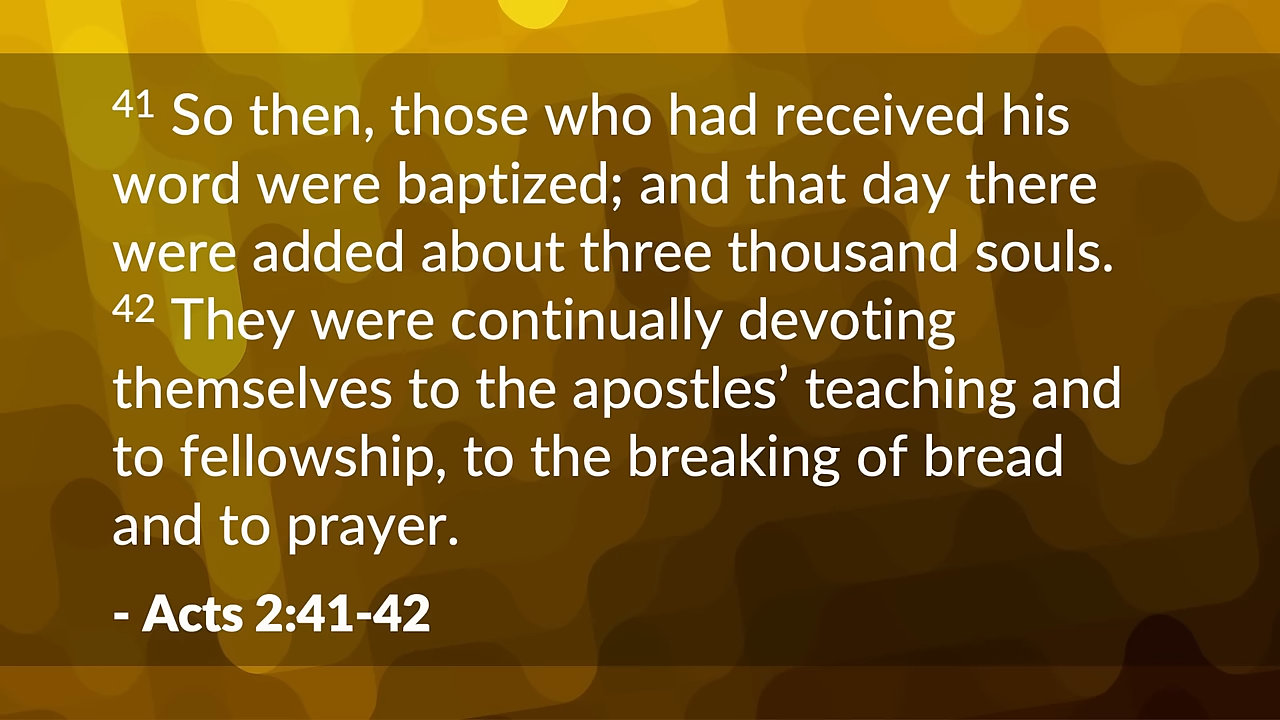 41 So then, those who had received his
word were baptized; and that day there
were added about three thousand souls.
42 They were continually devoting
themselves to the apostles’ teaching and
to fellowship, to the breaking of bread
and to prayer.
- Acts 2:41-42